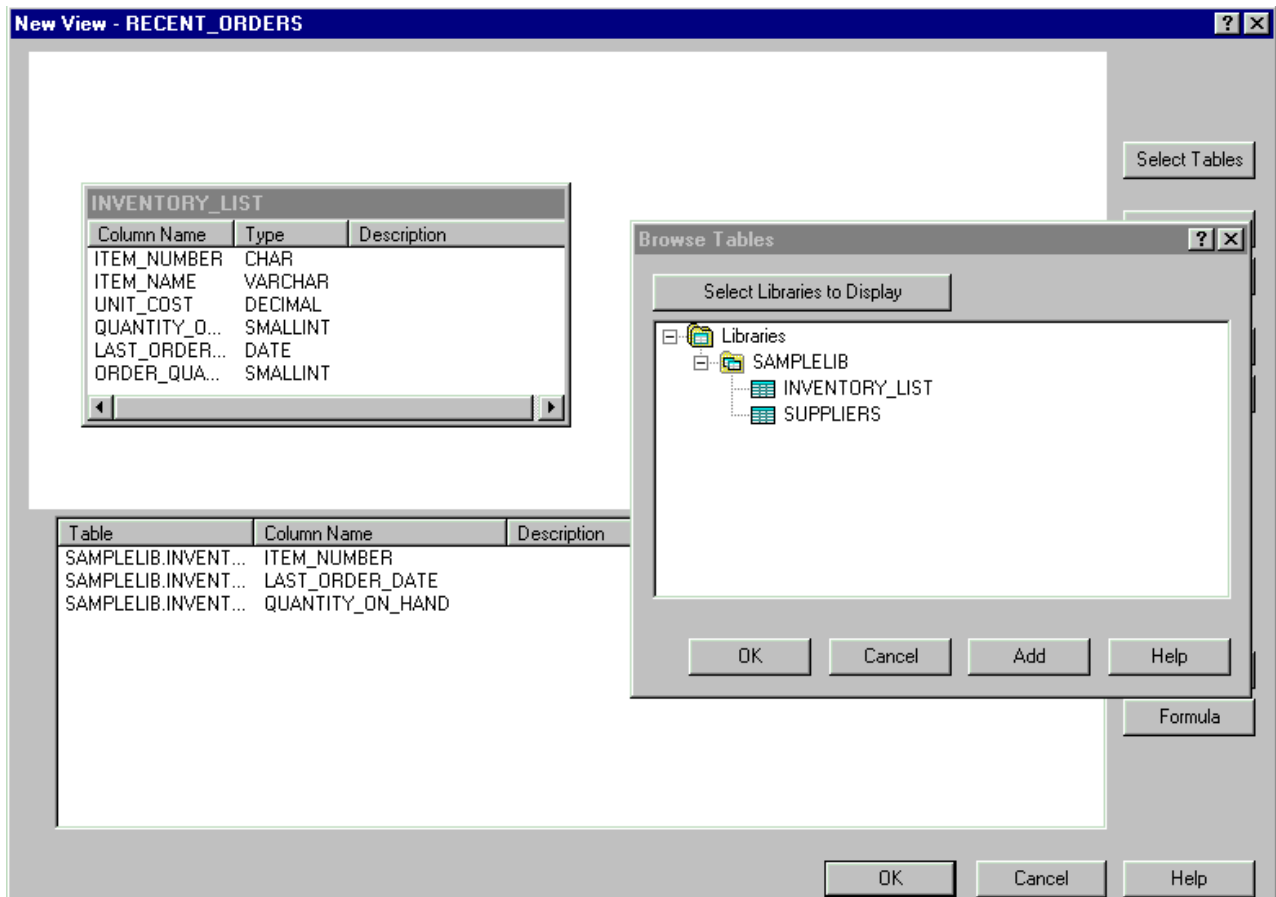 New View - RECENT_ORDERS
Select Tables
INVENTORY_LIST
Column Name Type Description
ITEM_NUMBER CHAR
ITEM_NAME VARCHAR
UNIT_COST DECIMAL
QUANTITY_O... SMALLINT
LAST_ORDER... DATE
ORDER_QUA... SMALLINT
Browse Tables
Select Libraries to Display
Libraries
SAMPLELIB
INVENTORY_LIST
SUPPLIERS
OK Cancel Add Help
Table Column Name Description
SAMPLELIB.INVENT... ITEM_NUMBER
SAMPLELIB.INVENT... LAST_ORDER_DATE
SAMPLELIB.INVENT... QUANTITY_ON_HAND
Formula
OK Cancel Help